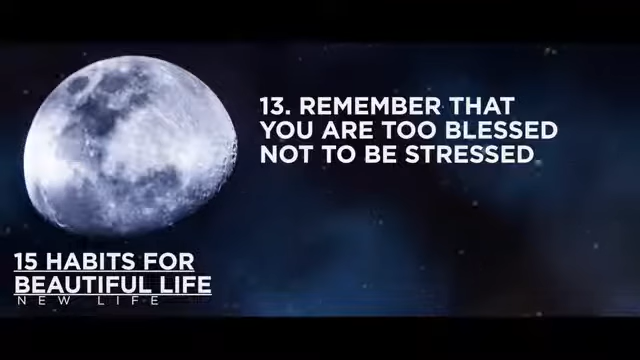 13. REMEMBER THAT
YOU ARE TOO BLESSED
NOT TO BE STRESSED
15 HABITS FOR
BEAUTIFUL LIFE
NEW LIFE